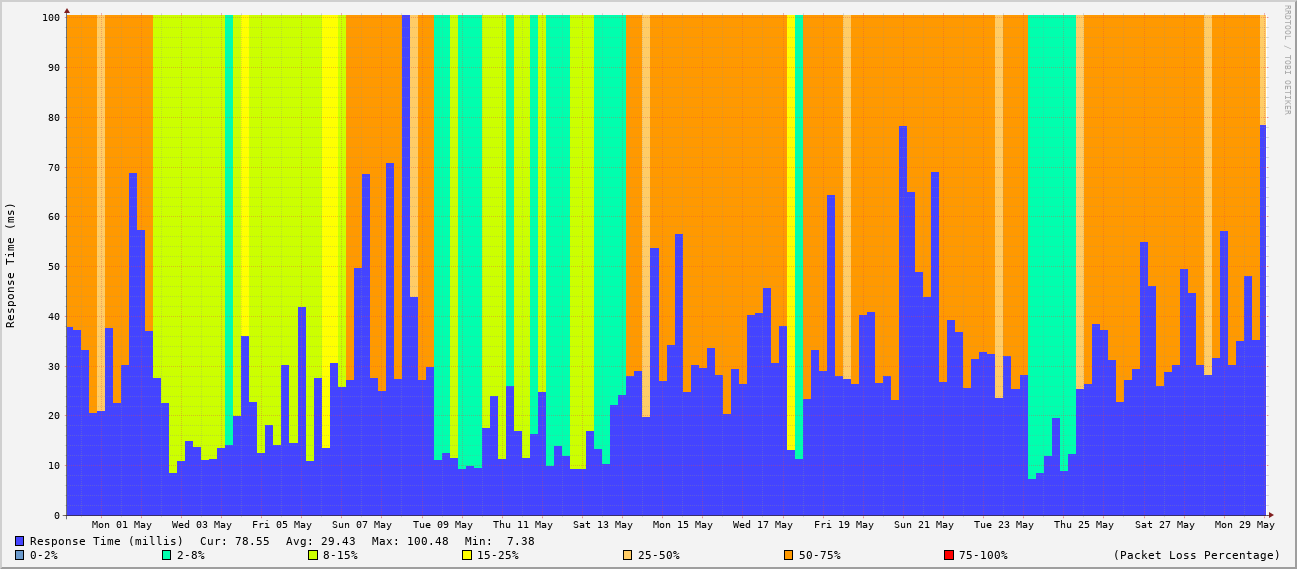 RRDTOOL / TOBI OETIKER
Response Time (ms)
100
90
80
70
60
50
40
30
20
10
0
Mon 01 May Wed 03 May Fri 05 May Sun 07 May Tue 09 May Thu 11 May Sat 13 May Mon 15 May Wed 17 May Fri 19 May Sun 21 May Tue 23 May Thu 25 May Sat 27 May Mon 29 May
Response Time (millis) Cur: 78.55 Avg: 29.43 Max: 100.48 Min: 7.38
0-2% 2-8% 8-15% 15-25% 25-50% 50-75% 75-100% (Packet Loss Percentage)